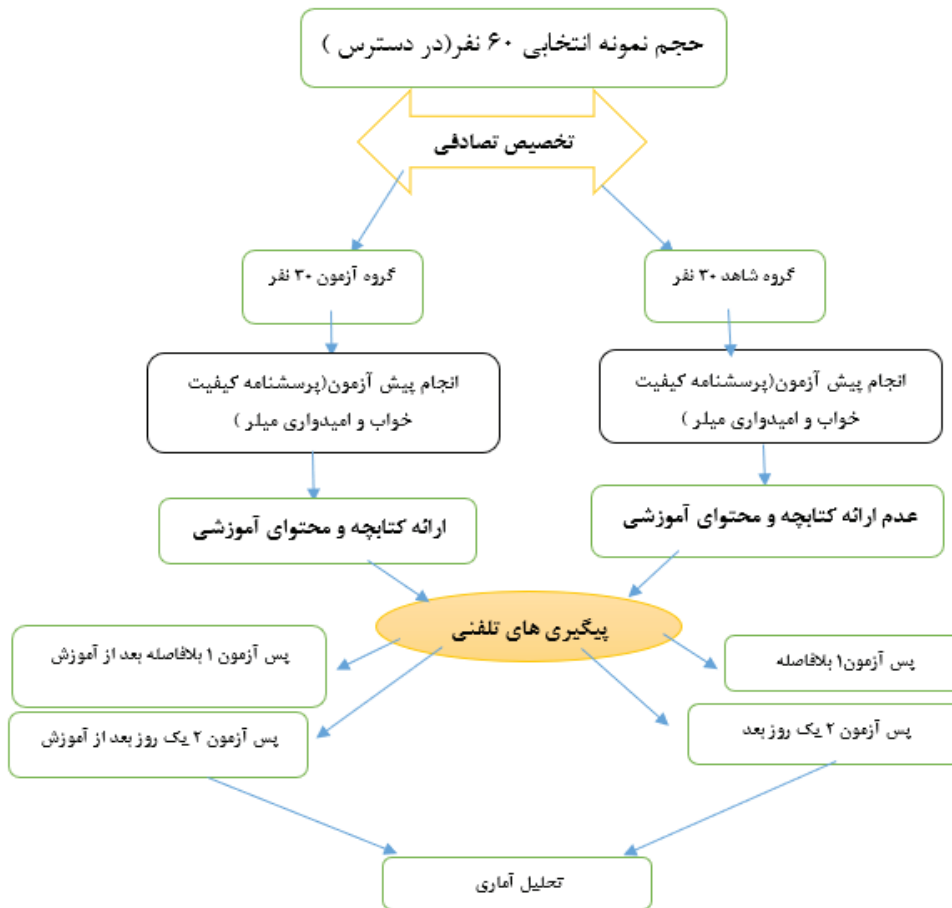 حجم نمونه انتخابی ۶۰ نفر(در دسترس )
تخصیص تصادفی
گروه شاهد ۳۰ نفر
گروه آزمون ۳۰ نفر
انجام پیش آزمون(پرسشنامه کیفیت
خواب و امیدواری میلر )
انجام پیش آزمون(پرسشنامه کیفیت
خواب و امیدواری میلر )
عدم ارائه کتابچه و محتوای آموزشی
ارائه کتابچه و محتوای آموزشی
پیگیری های تلفنی
پس آزمون۱ بلافاصله
پس آزمون ۱ بلافاصله بعد از آموزش
پس آزمون ۲ یک روز بعد
پس آزمون ۲ یک روز بعد از آموزش
تحلیل آماری